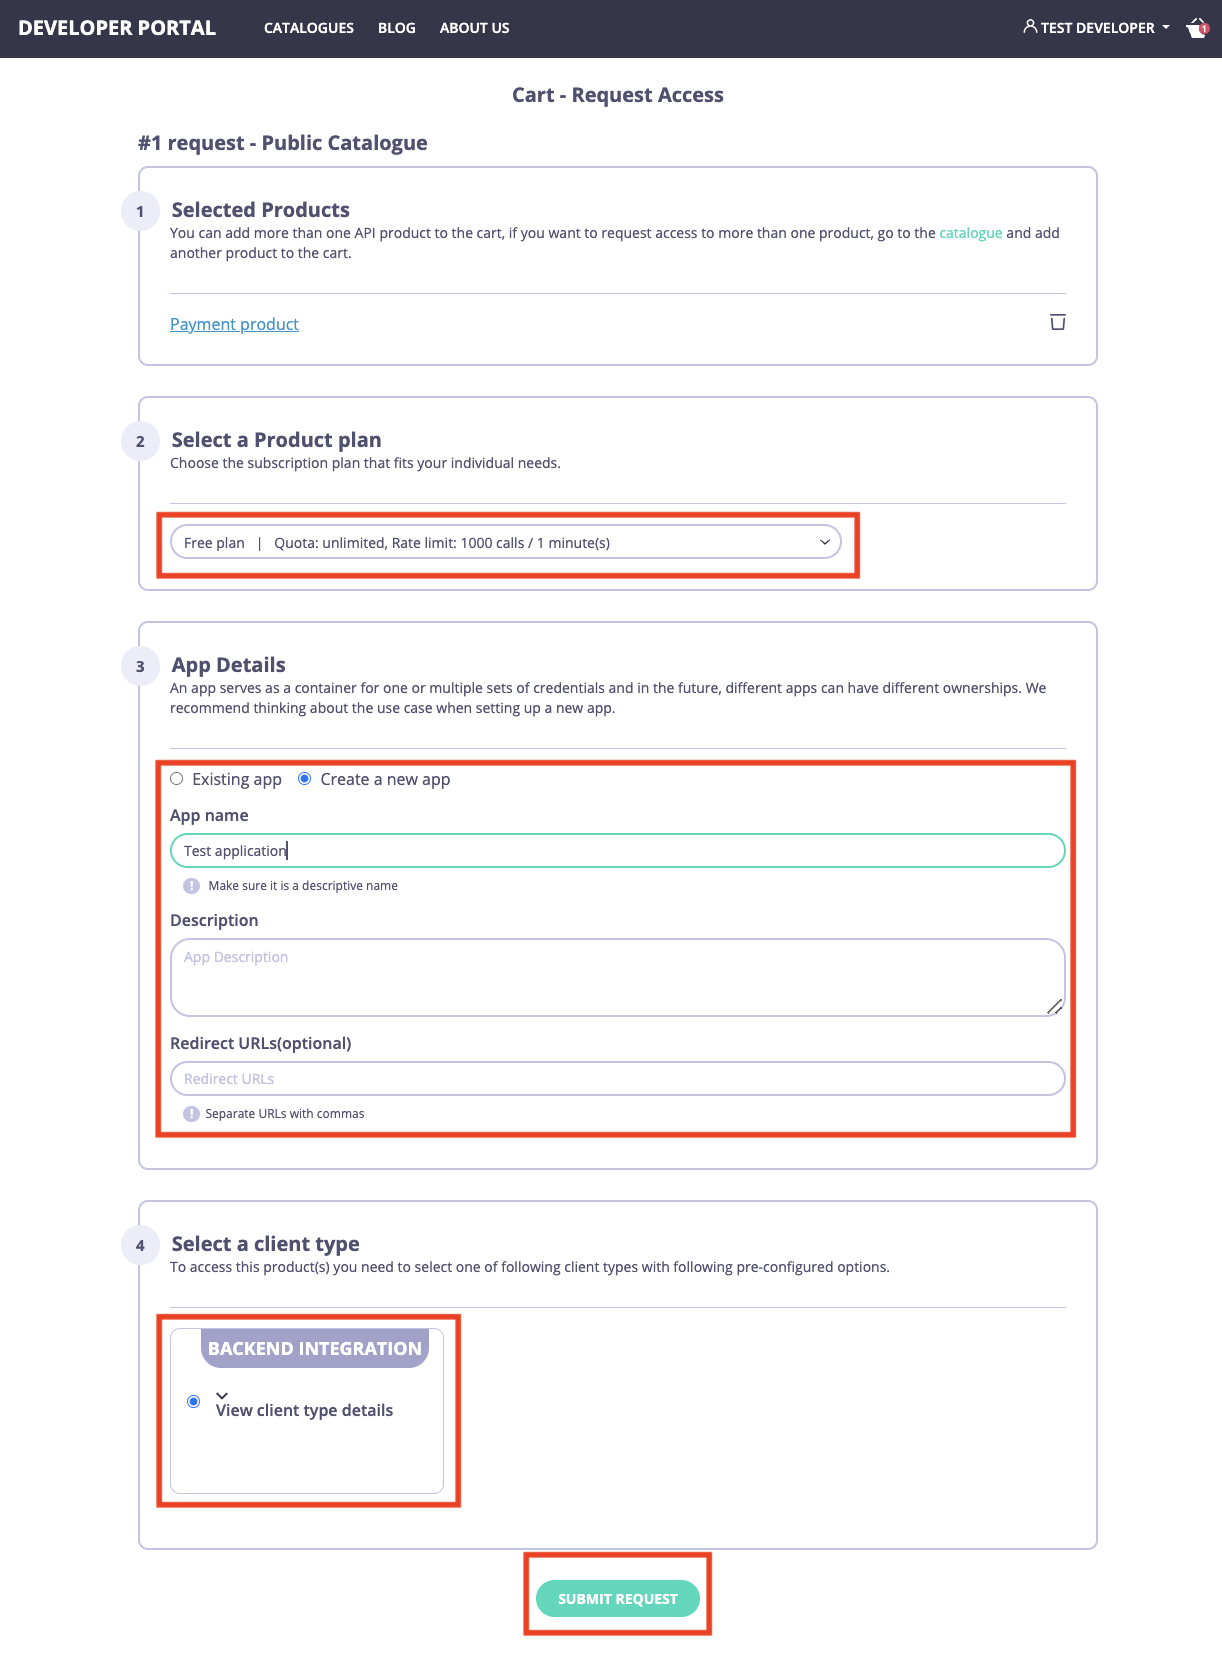 DEVELOPER PORTAL CATALOGUES BLOG ABOUT US TEST DEVELOPER 1
Cart - Request Access
#1 request - Public Catalogue
1 Selected Products
You can add more than one API product to the cart, if you want to request access to more than one product, go to the catalogue and add
another product to the cart.
Payment product
2 Select a Product plan
Choose the subscription plan that fits your individual needs.
Free plan | Quota: unlimited, Rate limit: 1000 calls / 1 minute(s)
3 App Details
An app serves as a container for one or multiple sets of credentials and in the future, different apps can have different ownerships. We
recommend thinking about the use case when setting up a new app.
Existing app Create a new app
App name
Test application
! Make sure it is a descriptive name
Description
App Description
Redirect URLs(optional)
Redirect URLs
! Separate URLs with commas
4 Select a client type
To access this product(s) you need to select one of following client types with following pre-configured options.
BACKEND INTEGRATION
View client type details
SUBMIT REQUEST